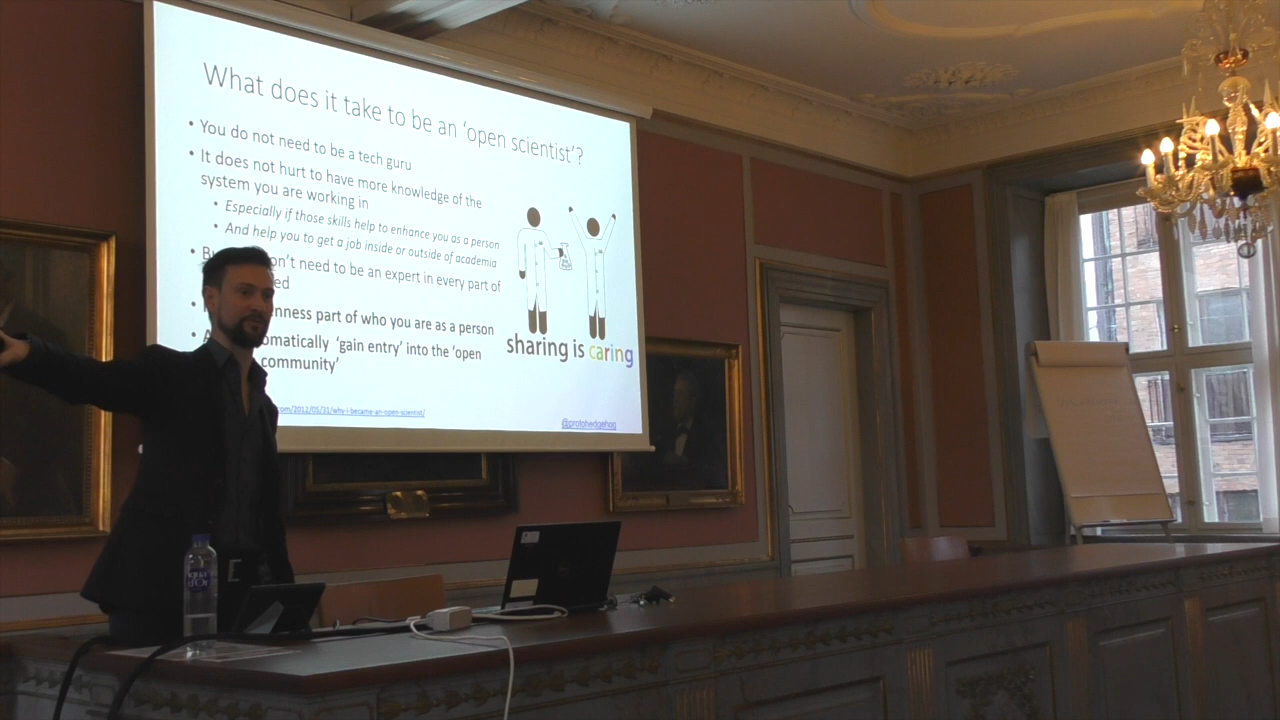 What does it take to be an 'open scientist'?
• You do not need to be a tech guru
• It does not hurt to have more knowledge of the
system you are working in
• Especially if those skills help to enhance you as a person
• And help you to get a job inside or outside of academia
• n't need to be an expert in every part of
ed
• nness part of who you are as a person
• omatically 'gain entry' into the 'open
community'
sharing is caring
om/2012/05/31/why-i-became-an-open-scientist/
@protohedgehog
aqua
d'Or